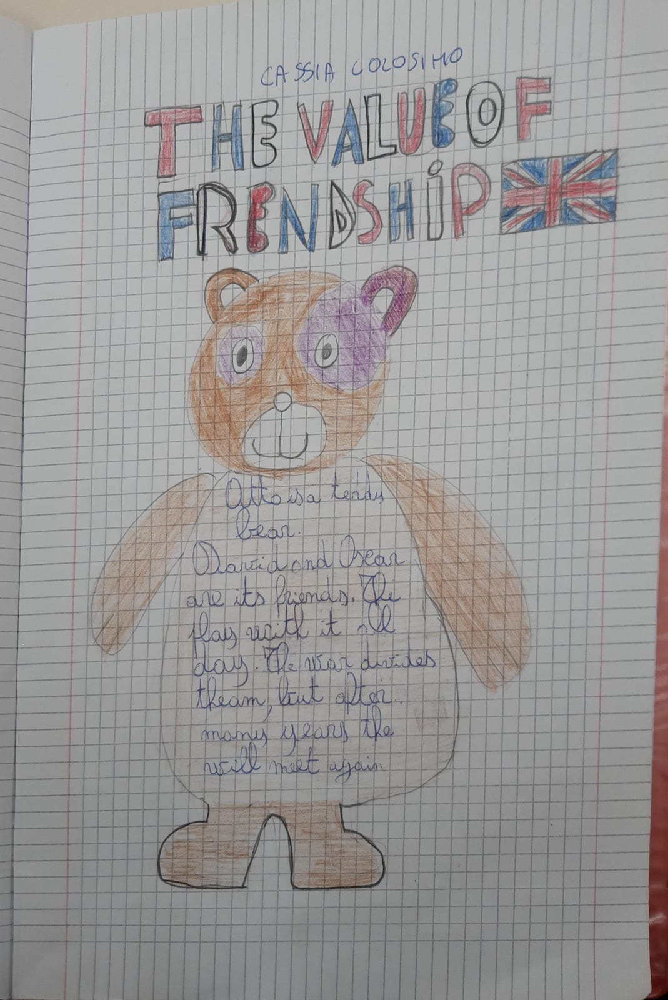 CASSIA COLOSIMO
THE VALUE OF
FRENDSHiP
Otto is a teddy
bear.
David and Oscar
are its friends. The
play with it all
day. The war divides
theam, but after
many years the
will meet again